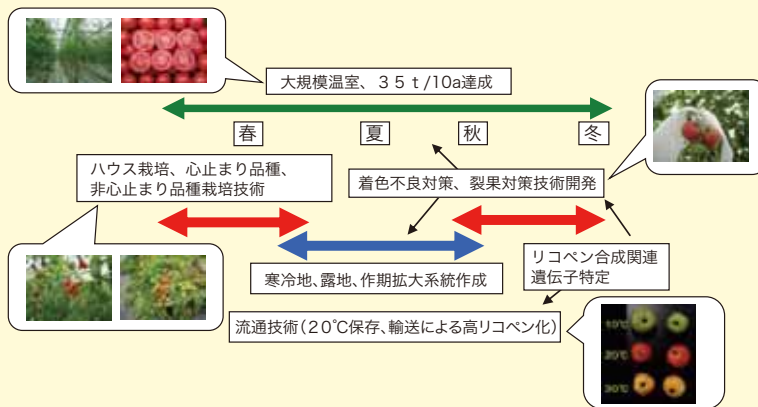 大規模温室、３５ｔ/10a達成
春
夏
秋
冬
ハウス栽培、心止まり品種、
非心止まり品種栽培技術
着色不良対策、裂果対策技術開発
寒冷地、露地、作期拡大系統作成
リコペン合成関連
遺伝子特定
流通技術（20℃保存、輸送による高リコペン化）
10℃
20℃
30℃